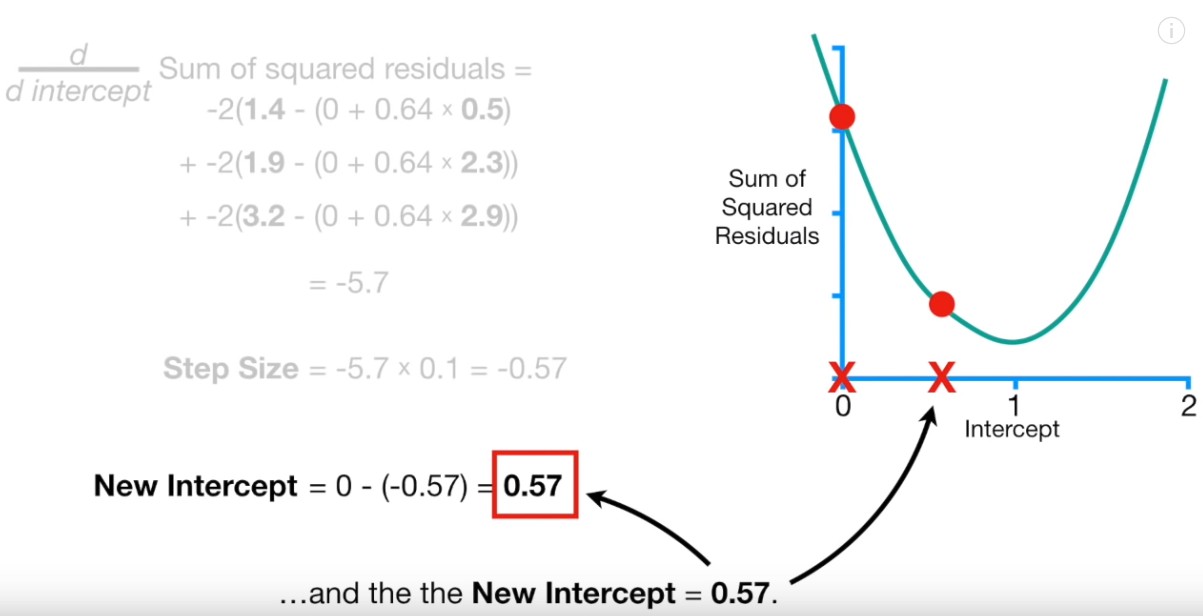 d
d intercept
Sum of squared residuals =
-2(1.4 - (0 + 0.64 × 0.5)
+ -2(1.9 - (0 + 0.64 × 2.3))
+ -2(3.2 - (0 + 0.64 × 2.9))
= -5.7
Step Size = -5.7 × 0.1 = -0.57
New Intercept = 0 - (-0.57) = 0.57
...and the the New Intercept = 0.57.
i
Sum of
Squared
Residuals
X X
0 1 2
Intercept